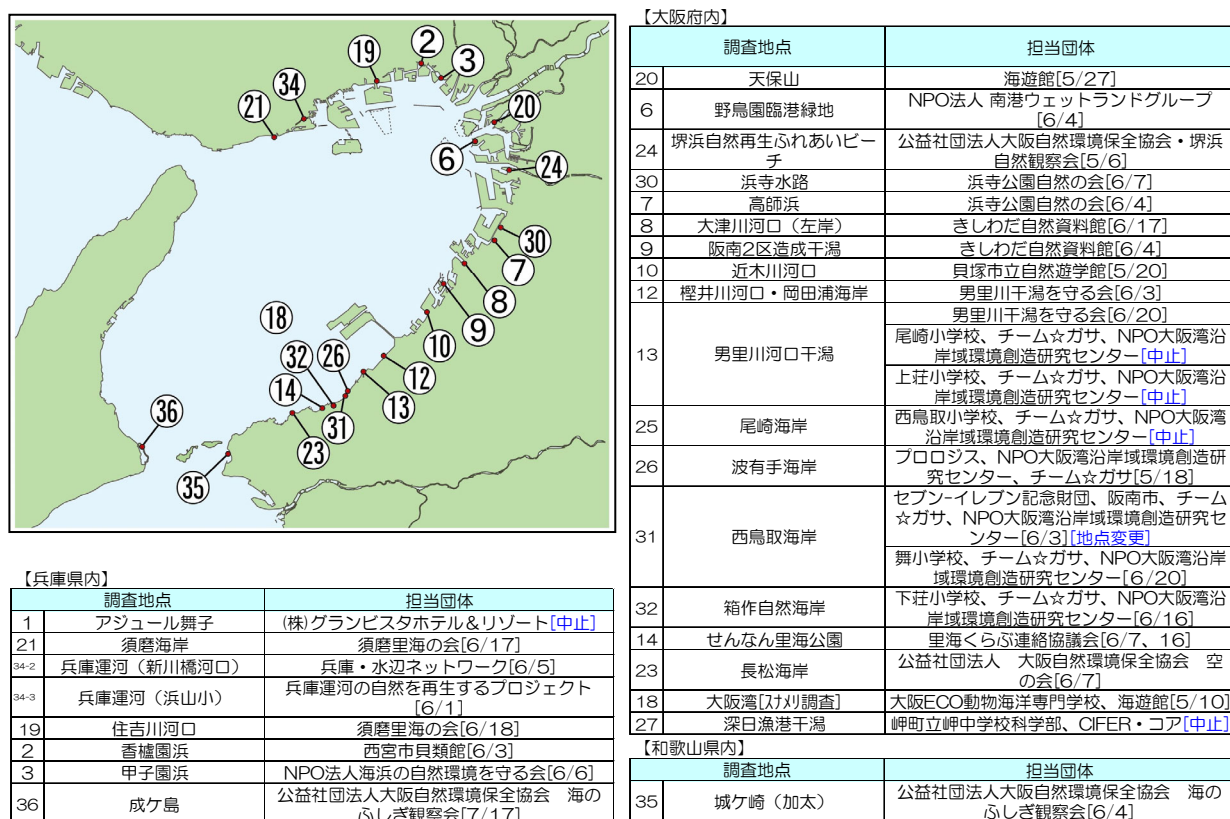 19
2
3
34
21
20
6
24
30
7
8
18
9
10
32
26
12
14
13
31
36
23
35
【大阪府内】
調査地点 担当団体
20 天保山 海遊館[5/27]
6 野鳥園臨港緑地 NPO法人 南港ウェットランドグループ
[6/4]
24 堺浜自然再生ふれあいビー
チ 公益社団法人大阪自然環境保全協会・堺浜
自然観察会[5/6]
30 浜寺水路 浜寺公園自然の会[6/7]
7 高師浜 浜寺公園自然の会[6/4]
8 大津川河口（左岸） きしわだ自然資料館[6/17]
9 阪南2区造成干潟 きしわだ自然資料館[6/4]
10 近木川河口 貝塚市立自然遊学館[5/20]
12 樫井川河口・岡田浦海岸 男里川干潟を守る会[6/3]
13 男里川河口干潟 男里川干潟を守る会[6/20]
尾崎小学校、チーム☆ガサ、NPO大阪湾沿
岸域環境創造研究センター[中止]
上荘小学校、チーム☆ガサ、NPO大阪湾沿
岸域環境創造研究センター[中止]
25 尾崎海岸 西鳥取小学校、チーム☆ガサ、NPO大阪湾
沿岸域環境創造研究センター[中止]
26 波有手海岸 プロロジス、NPO大阪湾沿岸域環境創造研
究センター、チーム☆ガサ[5/18]
31 西鳥取海岸 セブン-イレブン記念財団、阪南市、チーム
☆ガサ、NPO大阪湾沿岸域環境創造研究セ
ンター[6/3][地点変更]
舞小学校、チーム☆ガサ、NPO大阪湾沿岸
域環境創造研究センター[6/20]
32 箱作自然海岸 下荘小学校、チーム☆ガサ、NPO大阪湾沿
岸域環境創造研究センター[6/16]
14 せんなん里海公園 里海くらぶ連絡協議会[6/7、16]
23 長松海岸 公益社団法人　大阪自然環境保全協会　空
の会[6/7]
18 大阪湾[ｽﾅﾒﾘ調査] 大阪ECO動物海洋専門学校、海遊館[5/10]
27 深日漁港干潟 岬町立岬中学校科学部、CIFER・コア[中止]
【兵庫県内】
調査地点 担当団体
1 アジュール舞子 (株)グランビスタホテル＆リゾート[中止]
21 須磨海岸 須磨里海の会[6/17]
34-2 兵庫運河（新川橋河口） 兵庫・水辺ネットワーク[6/5]
34-3 兵庫運河（浜山小） 兵庫運河の自然を再生するプロジェクト
[6/1]
19 住吉川河口 須磨里海の会[6/18]
2 香櫨園浜 西宮市貝類館[6/3]
3 甲子園浜 NPO法人海浜の自然環境を守る会[6/6]
36 成ケ島 公益社団法人大阪自然環境保全協会　海の
ふしぎ観察会[7/17]
【和歌山県内】
調査地点 担当団体
35 城ケ崎（加太） 公益社団法人大阪自然環境保全協会　海の
ふしぎ観察会[6/4]